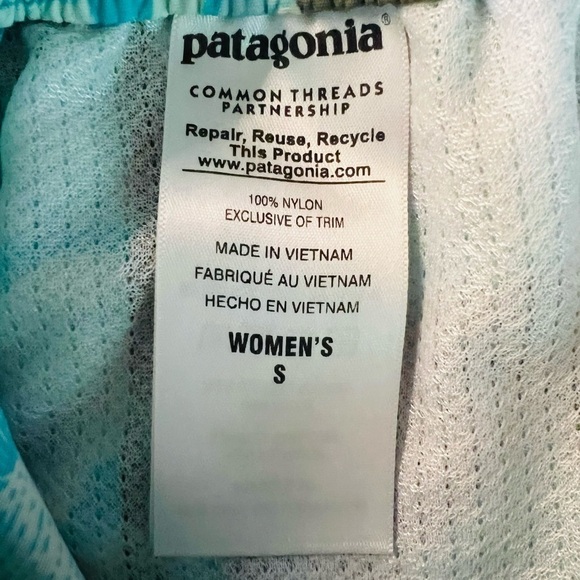 patagonia®
COMMON THREADS
PARTNERSHIP
Repair, Reuse, Recycle
This Product
www.patagonia.com
100% NYLON
EXCLUSIVE OF TRIM
MADE IN VIETNAM
FABRIQUÉ AU VIETNAM
HECHO EN VIETNAM
WOMEN'S
S